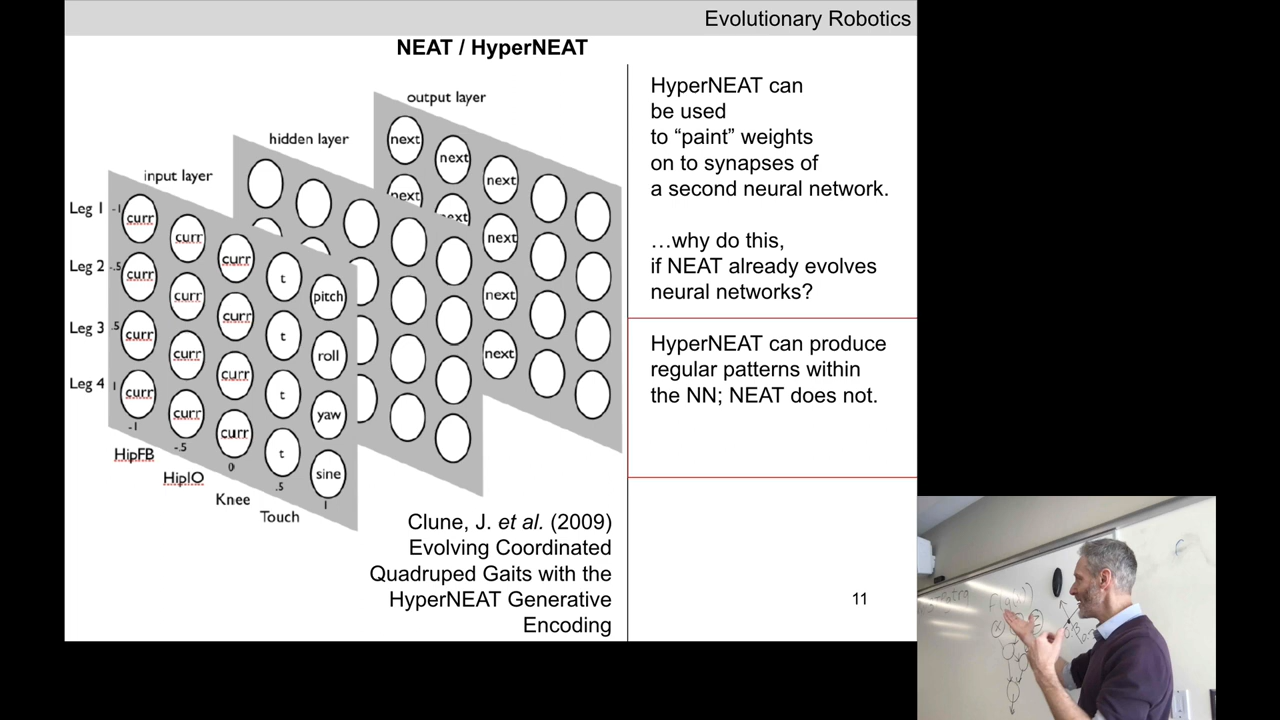 Evolutionary Robotics
NEAT / HyperNEAT
output layer
hidden layer
input layer
next
next
next
next
next
next
next
next
Leg 1 -1
Leg 2 -.5
Leg 3 .5
Leg 4 1
curr
curr
curr
t
pitch
curr
curr
curr
t
roll
curr
curr
curr
t
yaw
curr
curr
curr
t
sine
-1
-.5
0
.5
1
HipFB
HipIO
Knee
Touch
Clune, J. et al. (2009)
Evolving Coordinated
Quadruped Gaits with the
HyperNEAT Generative
Encoding
HyperNEAT can
be used
to “paint” weights
on to synapses of
a second neural network.
…why do this,
if NEAT already evolves
neural networks?
HyperNEAT can produce
regular patterns within
the NN; NEAT does not.
11